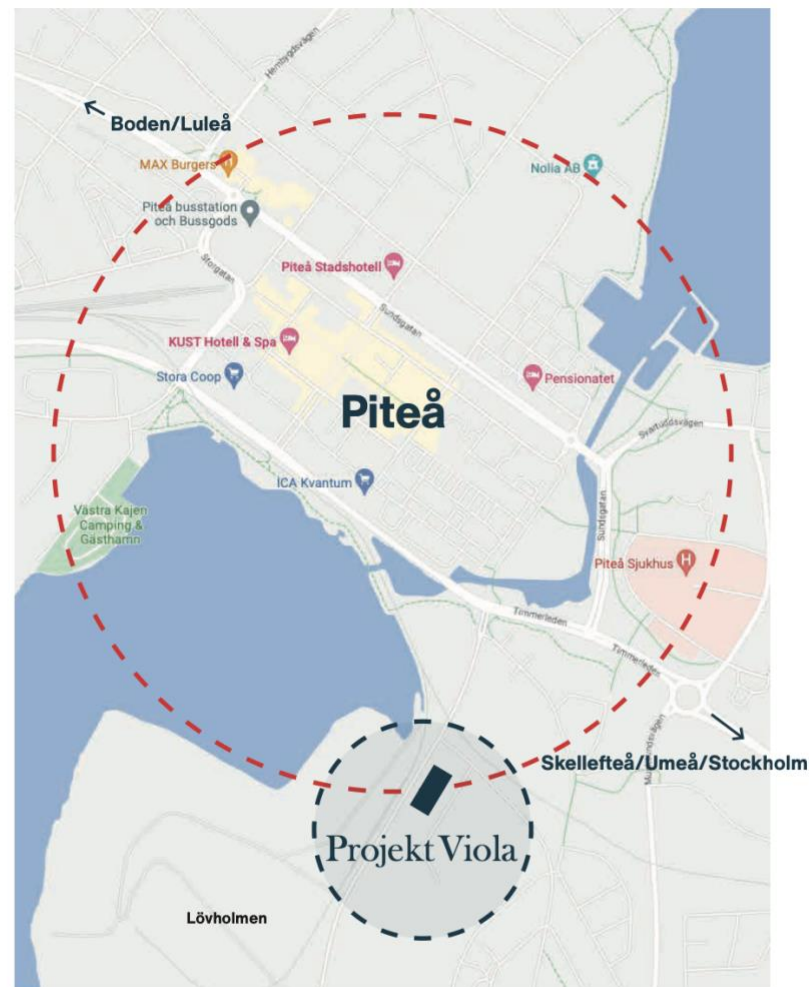 Hembygdsvägen
Boden/Luleå
MAX Burgers
Nolia AB
Piteå busstation
och Bussgods
Storgatan
Piteå Stadshotell
Sundsgatan
KUST Hotell & Spa
Stora Coop
Pensionatet
Piteå
Svartuddsvägen
ICA Kvantum
Västra Kajen
Camping &
Gästhamn
Sundsgatan
Piteå Sjukhus
Timmerleden
Timmerleden
Skellefteå/Umeå/Stockholm
Projekt Viola
Lövholmen